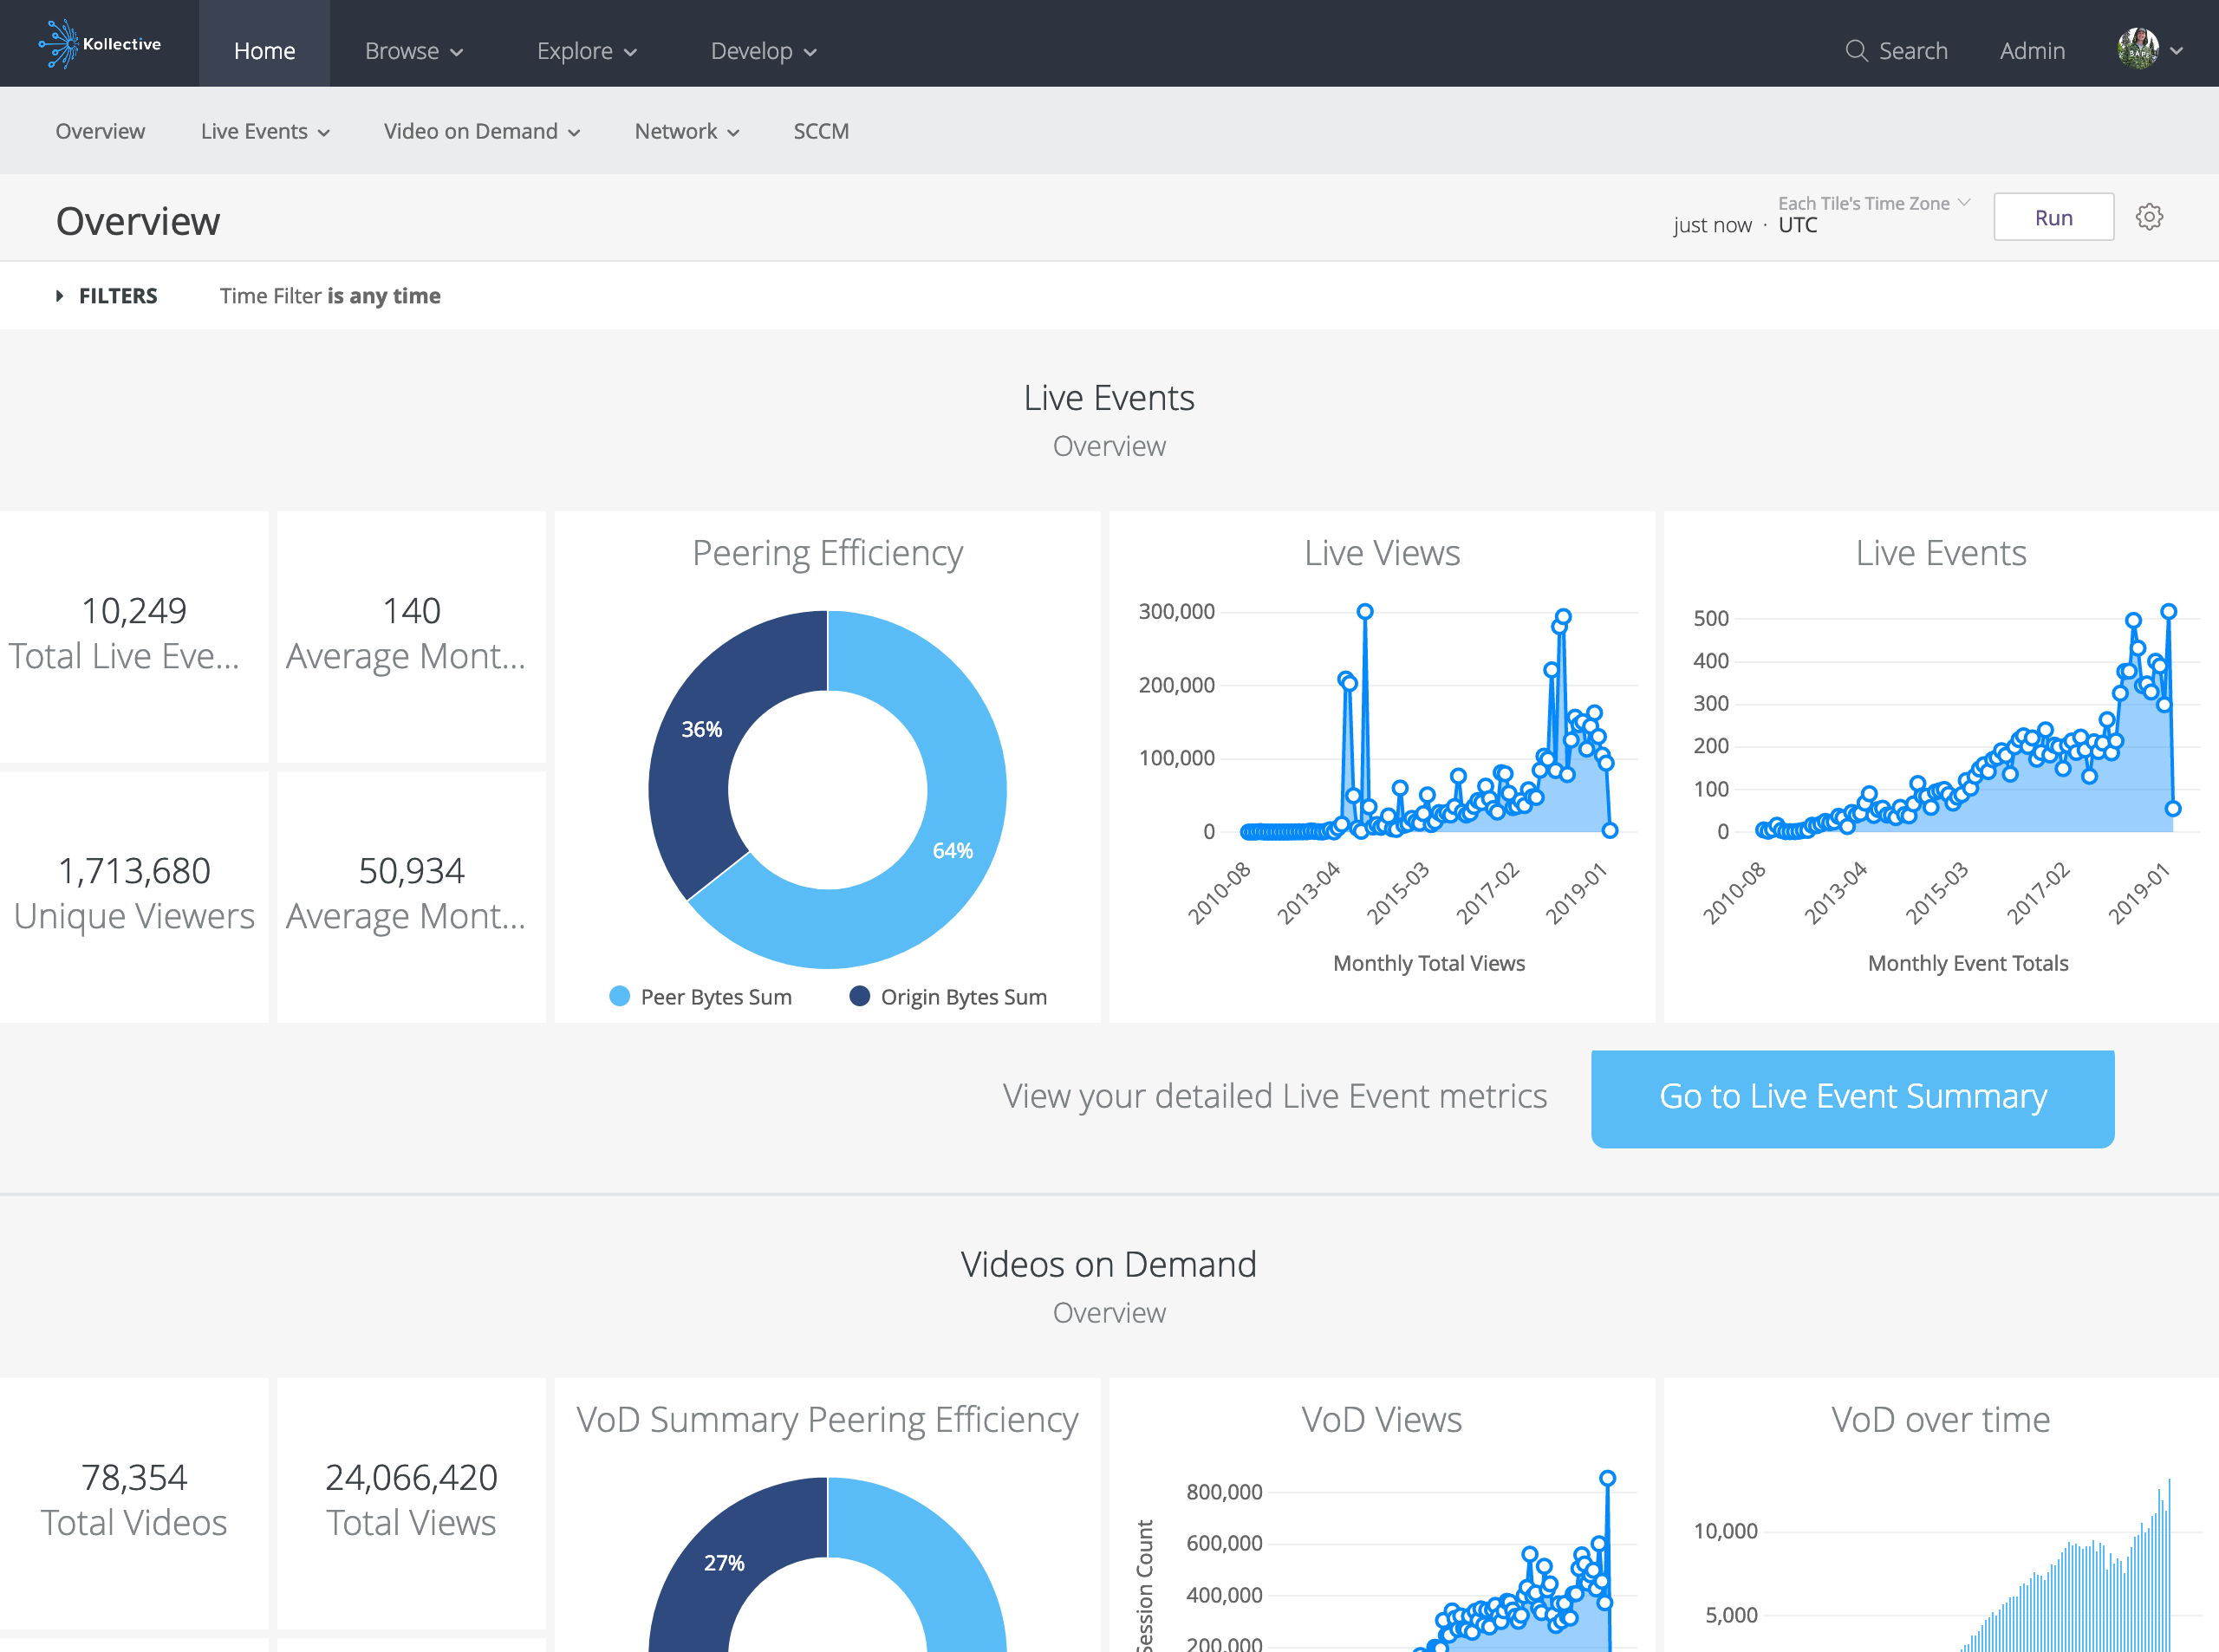 Kollective
Home
Browse
Explore
Develop
Search
Admin
Overview
Live Events
Video on Demand
Network
SCCM
Overview
Each Tile's Time Zone
just now · UTC
Run
FILTERS
Time Filter is any time
Live Events
Overview
10,249
Total Live Eve...
140
Average Mont...
1,713,680
Unique Viewers
50,934
Average Mont...
Peering Efficiency
36%
64%
Peer Bytes Sum
Origin Bytes Sum
Live Views
300,000
200,000
100,000
0
2010-08
2013-04
2015-03
2017-02
2019-01
Monthly Total Views
Live Events
500
400
300
200
100
0
2010-08
2013-04
2015-03
2017-02
2019-01
Monthly Event Totals
View your detailed Live Event metrics
Go to Live Event Summary
Videos on Demand
Overview
78,354
Total Videos
24,066,420
Total Views
VoD Summary Peering Efficiency
27%
VoD Views
Session Count
800,000
600,000
400,000
200,000
VoD over time
10,000
5,000